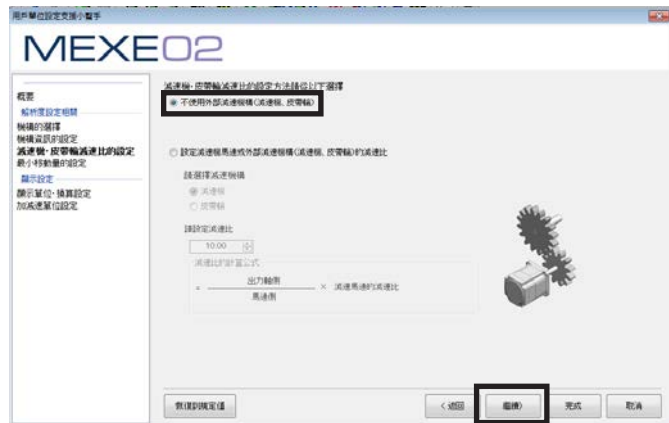 用戶單位設定支援小幫手
MEXE02
概要
解析度設定相關
機構的選擇
機構資訊的設定
減速機・皮帶輪減速比的設定
最小移動量的設定
顯示設定
顯示單位・換算設定
加減速單位設定
減速機・皮帶輪減速比的設定方法請從以下選擇
不使用外部減速機構(減速機、皮帶輪)
設定減速機馬達或外部減速機構(減速機、皮帶輪)的減速比
請選擇減速機構
減速機
皮帶輪
請設定減速比
10.00
減速比的計算公式
=
出力軸側
馬達側
× 減速馬達的減速比
恢復到規定值
< 返回
繼續>
完成
取消